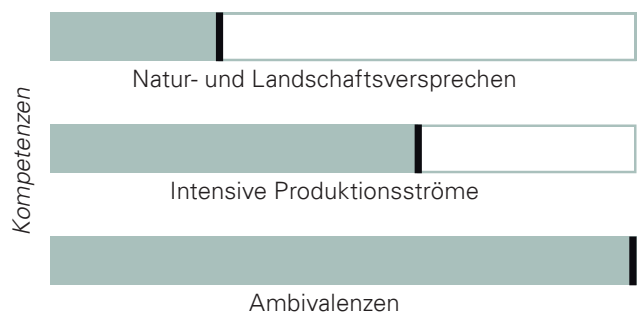 Kompetenzen
Natur- und Landschaftsversprechen
Intensive Produktionsströme
Ambivalenzen